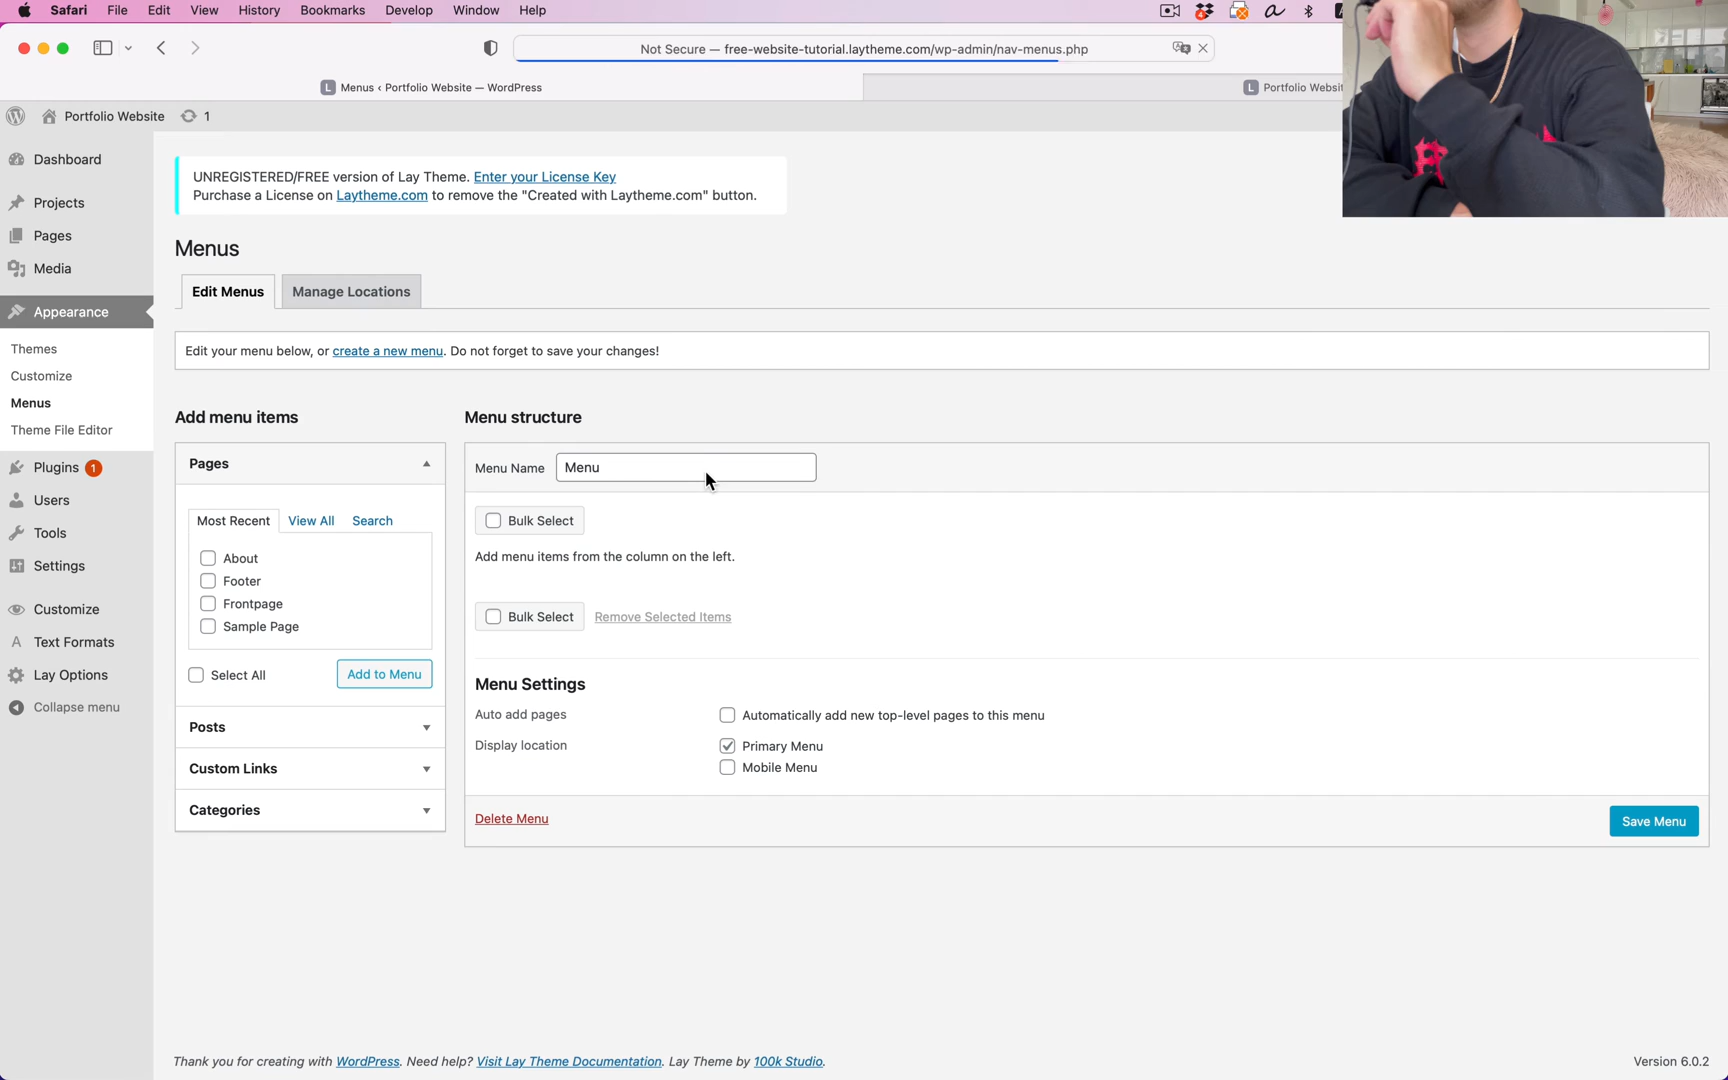 Safari File Edit View History Bookmarks Develop Window Help
4
Not Secure — free-website-tutorial.laytheme.com/wp-admin/nav-menus.php
L Menus ‹ Portfolio Website — WordPress
L Portfolio Websit
Portfolio Website 1
Dashboard
Projects
Pages
Media
Appearance
Themes
Customize
Menus
Theme File Editor
Plugins 1
Users
Tools
Settings
Customize
A Text Formats
Lay Options
Collapse menu
UNREGISTERED/FREE version of Lay Theme. Enter your License Key
Purchase a License on Laytheme.com to remove the "Created with Laytheme.com" button.
Menus
Edit Menus Manage Locations
Edit your menu below, or create a new menu. Do not forget to save your changes!
Add menu items
Pages
Most Recent View All Search
About
Footer
Frontpage
Sample Page
Select All Add to Menu
Posts
Custom Links
Categories
Menu structure
Menu Name Menu
Bulk Select
Add menu items from the column on the left.
Bulk Select Remove Selected Items
Menu Settings
Auto add pages Automatically add new top-level pages to this menu
Display location Primary Menu
Mobile Menu
Delete Menu Save Menu
Thank you for creating with WordPress. Need help? Visit Lay Theme Documentation. Lay Theme by 100k Studio. Version 6.0.2